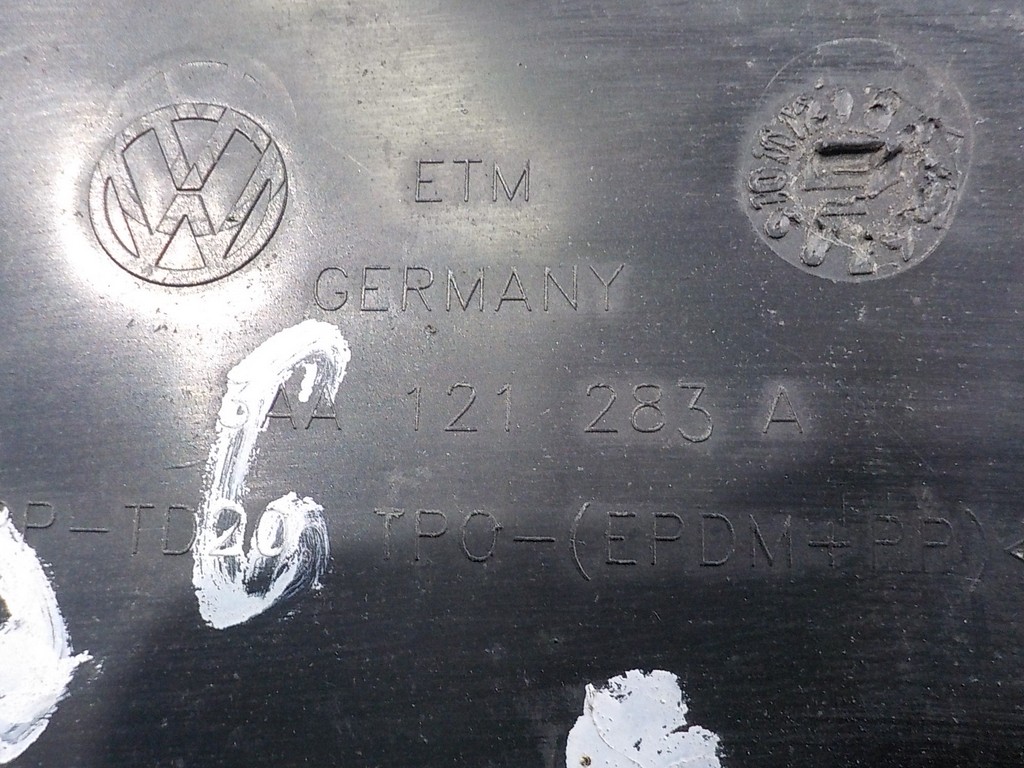 ETM
GERMANY
AA 121 283 A
P-TD20 TPO-(EPDM+PP)<